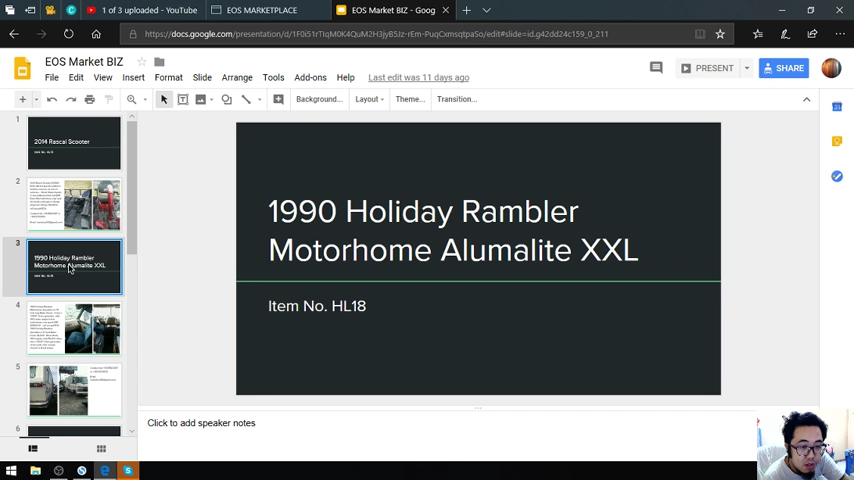 1 of 3 uploaded - YouTube
EOS MARKETPLACE
EOS Market BIZ - Goog
https://docs.google.com/presentation/d/1F0i51rTIqM0K4QuM2H3jyB5Jz-rEm-PuqCxmsqtpaSo/edit#slide=id.g42dd24c159_0_211
EOS Market BIZ
File Edit View Insert Format Slide Arrange Tools Add-ons Help Last edit was 11 days ago
PRESENT
SHARE
Background... Layout Theme... Transition...
1
2014 Rascal Scooter
2
3
1990 Holiday Rambler
Motorhome Alumalite XXL
Item No. HL18
4
5
6
1990 Holiday Rambler
Motorhome Alumalite XXL
Item No. HL18
Click to add speaker notes